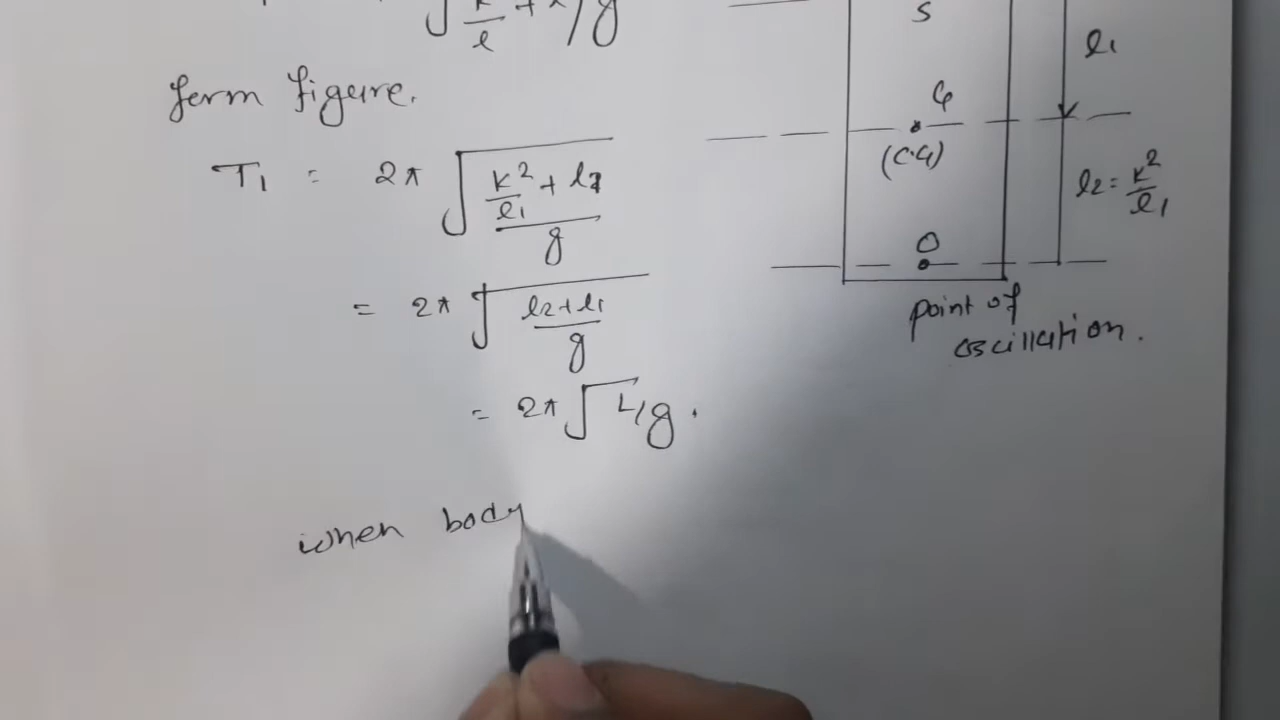 √(k/l + l/g)
S
l₁
ferm figure.
G
(C.G)
T₁ = 2π √((k²/l₁ + l₁)/g)
l₂ = k²/l₁
O
= 2π √((l₂+l₁)/g)
point of
oscillation.
= 2π √L/g .
when body